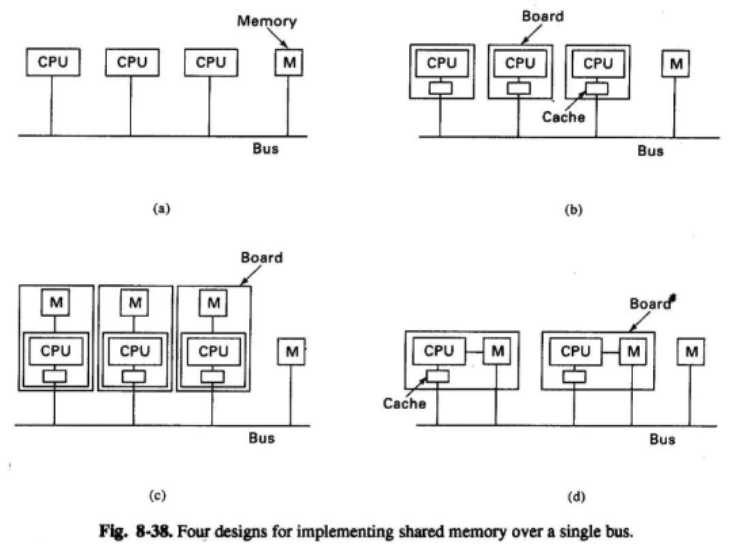 Memory
CPU CPU CPU M
Bus
(a)
Board
CPU CPU CPU M
Cache
Bus
(b)
Board
M M M
CPU CPU CPU M
Bus
(c)
Board
CPU M CPU M M
Cache
Bus
(d)
Fig. 8-38. Four designs for implementing shared memory over a single bus.